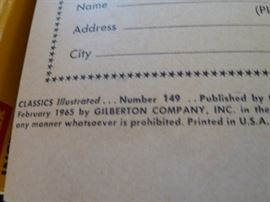 Name
(Pl
Address
City
CLASSICS Illustrated... Number 149 .. Published by
February 1965 by GILBERTON COMPANY, INC. in the
any manner whatsoever is prohibited. Printed in U.S.A.